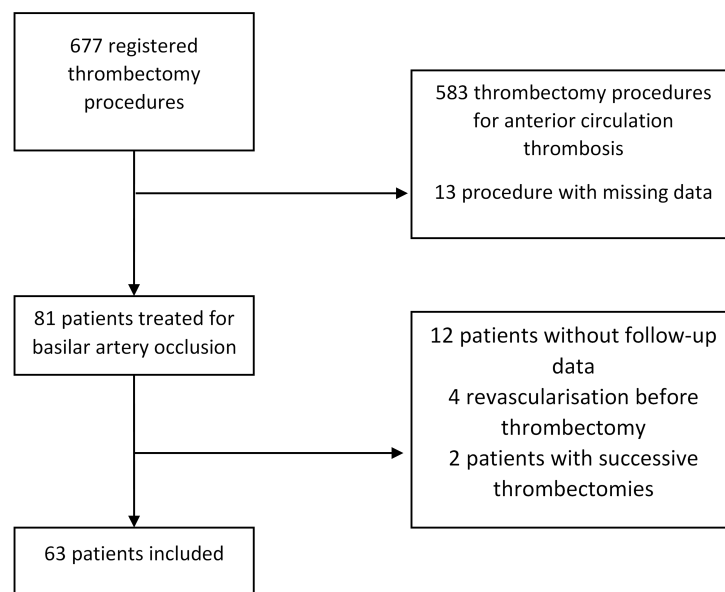 677 registered
thrombectomy
procedures
583 thrombectomy procedures
for anterior circulation
thrombosis
13 procedure with missing data
81 patients treated for
basilar artery occlusion
12 patients without follow-up
data
4 revascularisation before
thrombectomy
2 patients with successive
thrombectomies
63 patients included